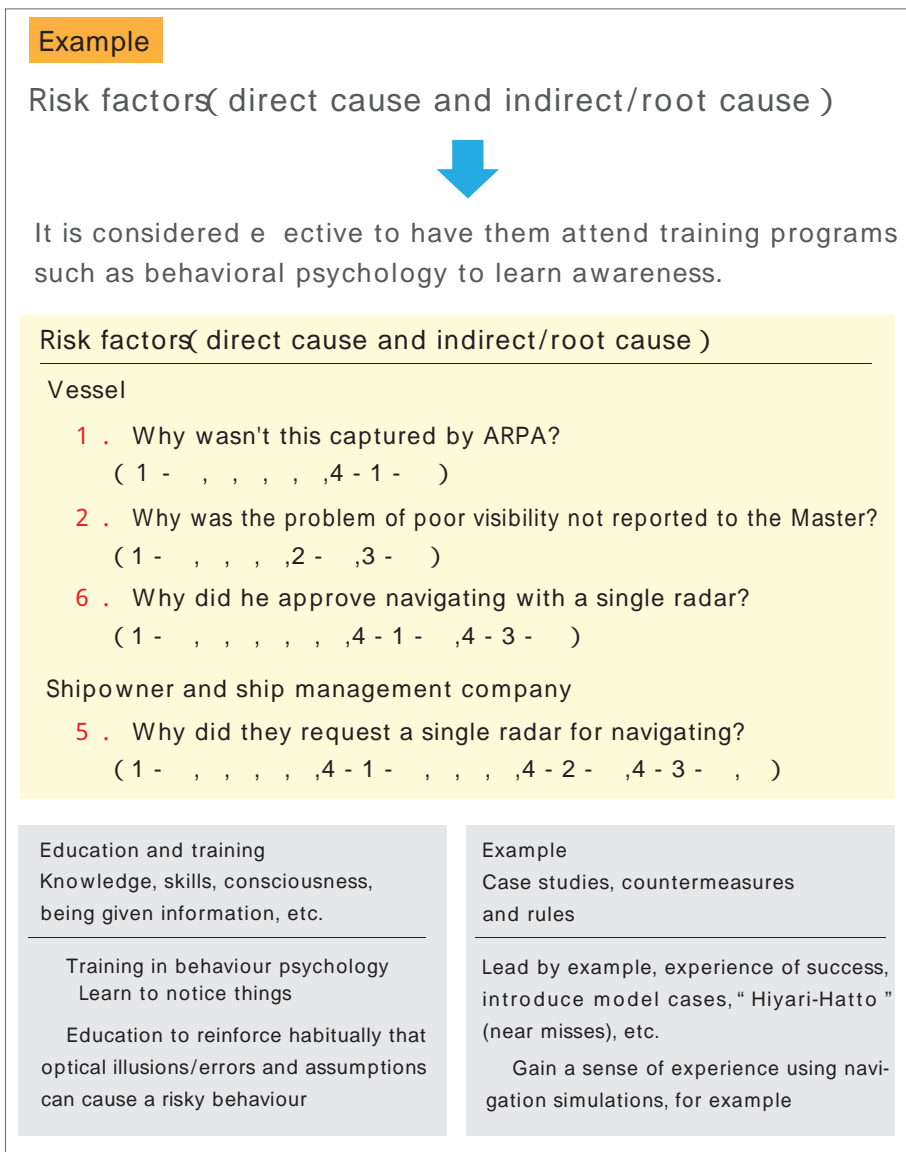 Example
Risk factors( direct cause and indirect/root cause )
It is considered e ective to have them attend training programs
such as behavioral psychology to learn awareness.
Risk factors( direct cause and indirect/root cause )
Vessel
1 . Why wasn't this captured by ARPA?
( 1 - , , , , ,4 - 1 - )
2 . Why was the problem of poor visibility not reported to the Master?
( 1 - , , , ,2 - ,3 - )
6 . Why did he approve navigating with a single radar?
( 1 - , , , , , ,4 - 1 - ,4 - 3 - )
Shipowner and ship management company
5 . Why did they request a single radar for navigating?
( 1 - , , , , ,4 - 1 - , , , ,4 - 2 - ,4 - 3 - , )
Education and training
Knowledge, skills, consciousness,
being given information, etc.
Training in behaviour psychology
Learn to notice things
Education to reinforce habitually that
optical illusions/errors and assumptions
can cause a risky behaviour
Example
Case studies, countermeasures
and rules
Lead by example, experience of success,
introduce model cases, “ Hiyari-Hatto ”
(near misses), etc.
Gain a sense of experience using navi-
gation simulations, for example